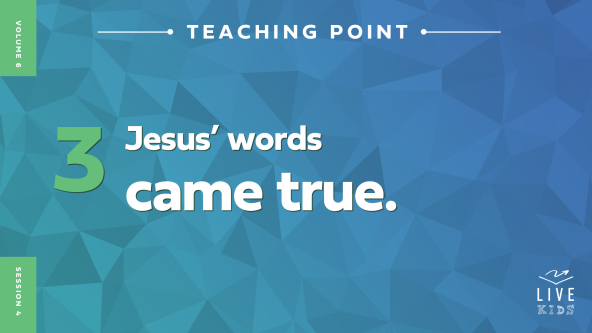 VOLUME 6
TEACHING POINT
3
Jesus’ words
came true.
SESSION 4
LIVE
KIDS